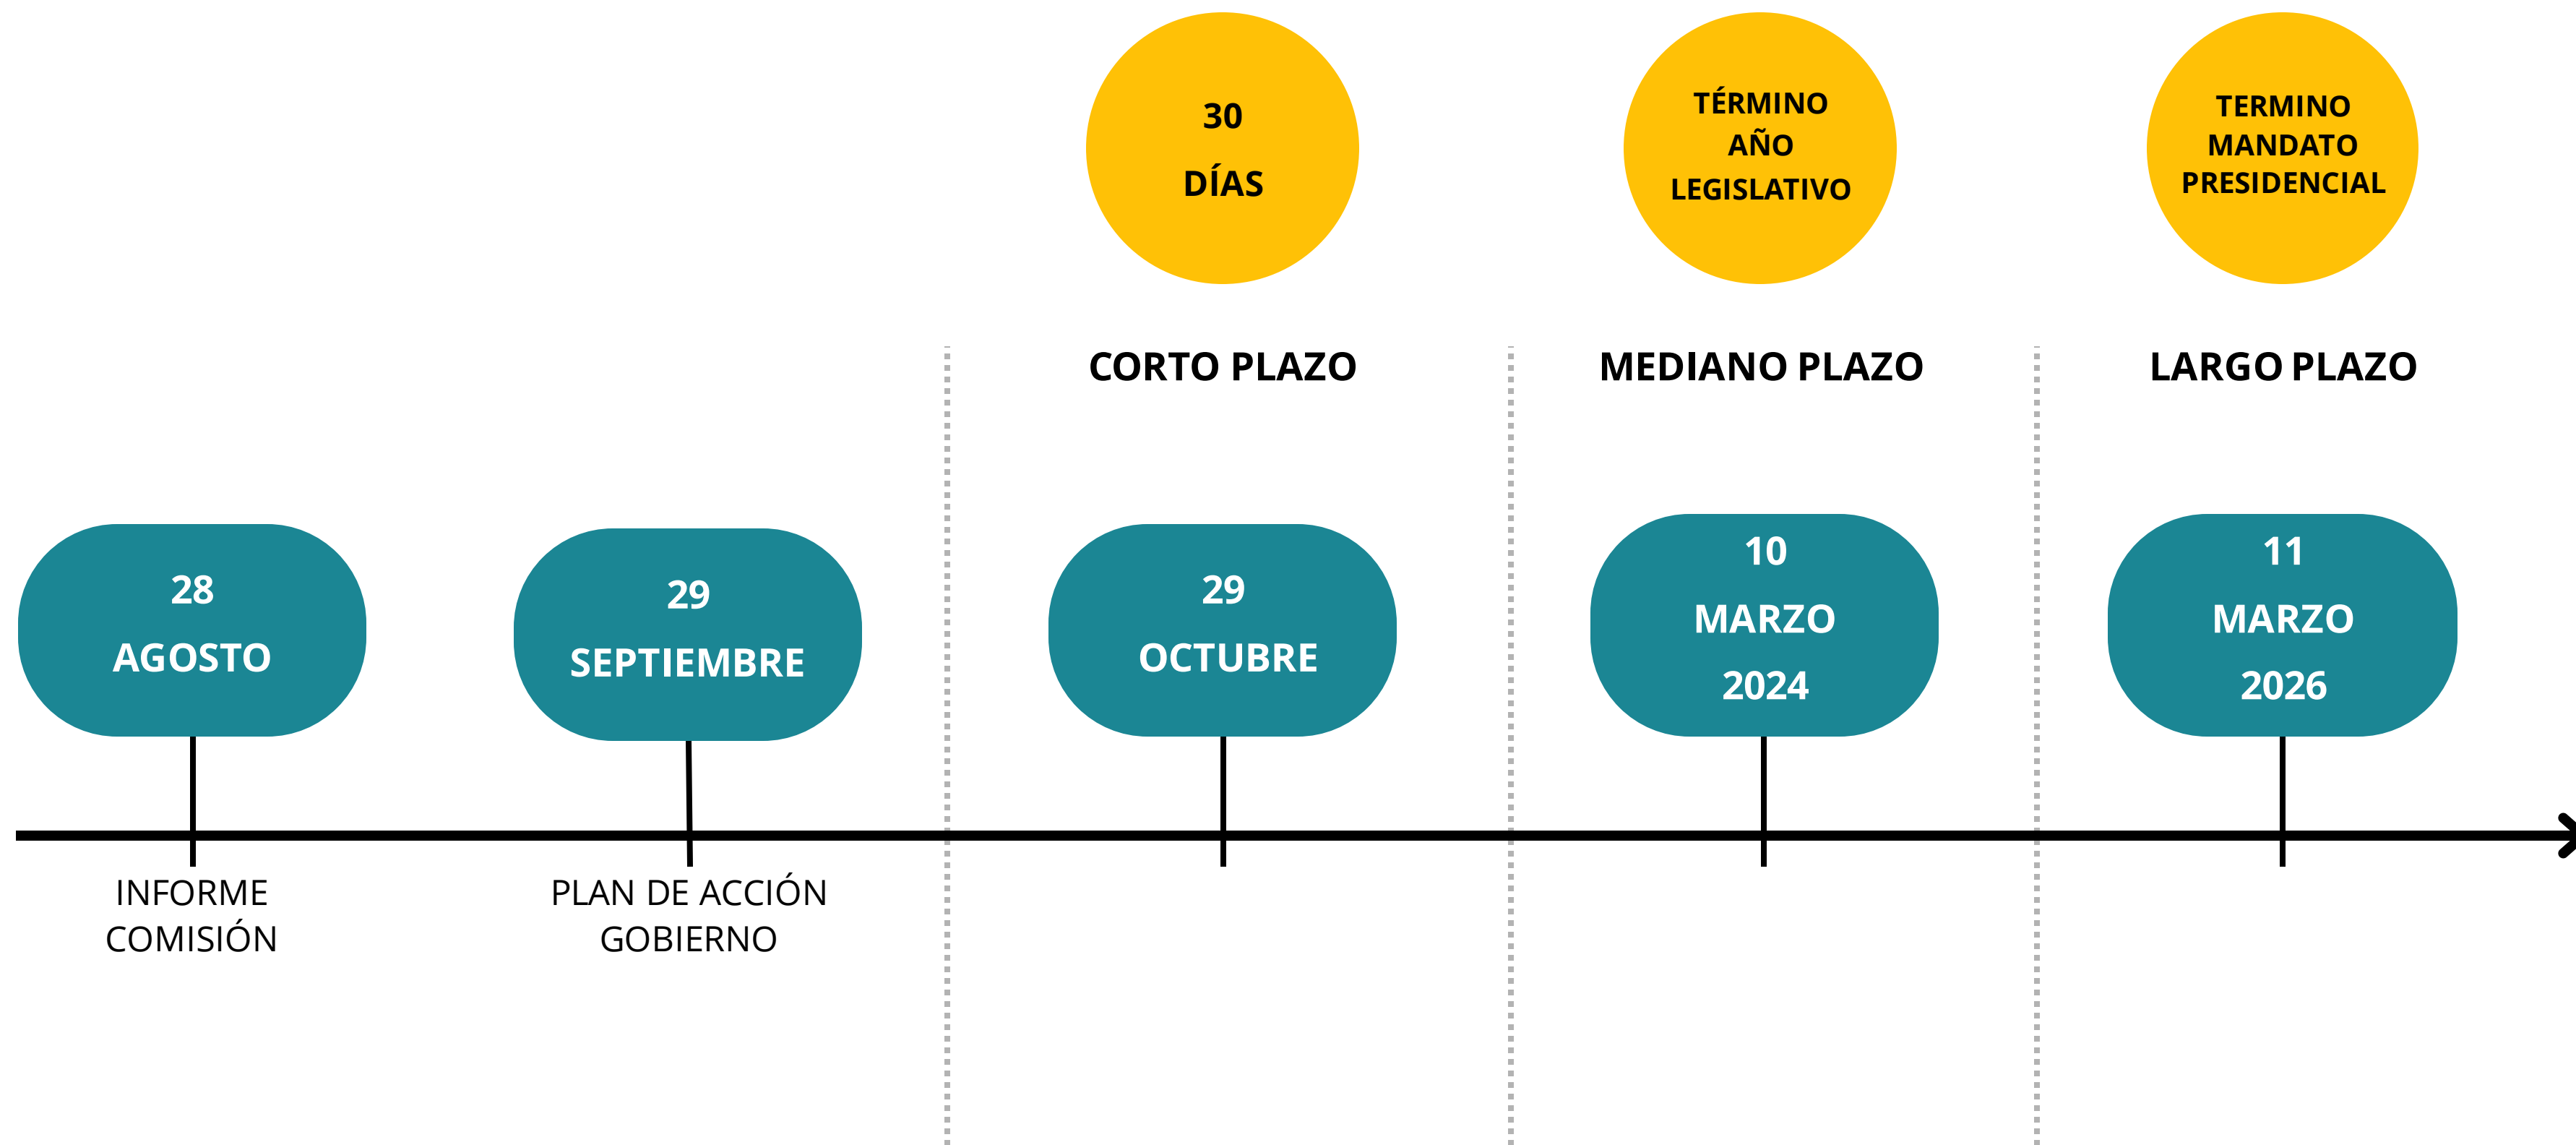 30
DÍAS
TÉRMINO
AÑO
LEGISLATIVO
TERMINO
MANDATO
PRESIDENCIAL
CORTO PLAZO
MEDIANO PLAZO
LARGO PLAZO
28
AGOSTO
29
SEPTIEMBRE
29
OCTUBRE
10
MARZO
2024
11
MARZO
2026
INFORME
COMISIÓN
PLAN DE ACCIÓN
GOBIERNO